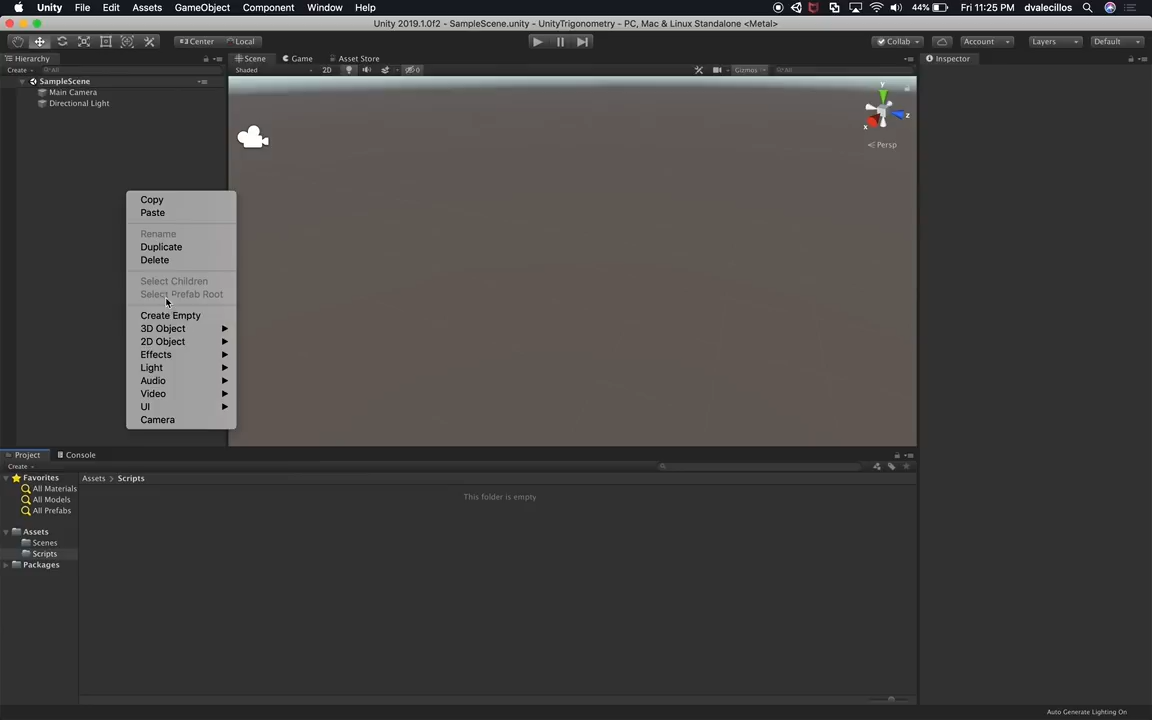 Unity File Edit Assets GameObject Component Window Help 44% Fri 11:25 PM dvalecillos
Unity 2019.1.0f2 - SampleScene.unity - UnityTrigonometry - PC, Mac & Linux Standalone <Metal>
Center Local Collab Account Layers Default
Hierarchy Scene Game Asset Store Inspector
Create All Shaded 2D 0 Gizmos All
SampleScene
Main Camera
Directional Light
y
z
x
Persp
Copy
Paste
Rename
Duplicate
Delete
Select Children
Select Prefab Root
Create Empty
3D Object
2D Object
Effects
Light
Audio
Video
UI
Camera
Project Console
Create
Favorites
All Materials
All Models
All Prefabs
Assets
Scenes
Scripts
Packages
Assets > Scripts
This folder is empty
Auto Generate Lighting On